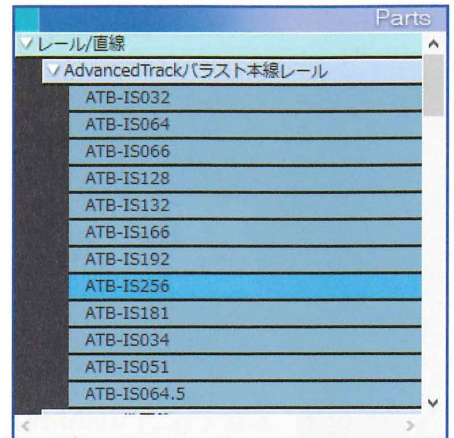 Parts
▽レール/直線
▽AdvancedTrackバラスト本線レール
ATB-IS032
ATB-IS064
ATB-IS066
ATB-IS128
ATB-IS132
ATB-IS166
ATB-IS192
ATB-IS256
ATB-IS181
ATB-IS034
ATB-IS051
ATB-IS064.5